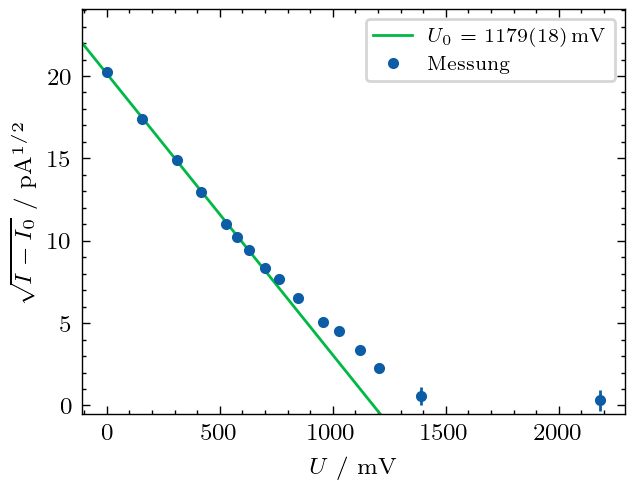 U₀ = 1179(18) mV
Messung
√I − I₀ / pA^1/2
20
15
10
5
0
0
500
1000
1500
2000
U / mV